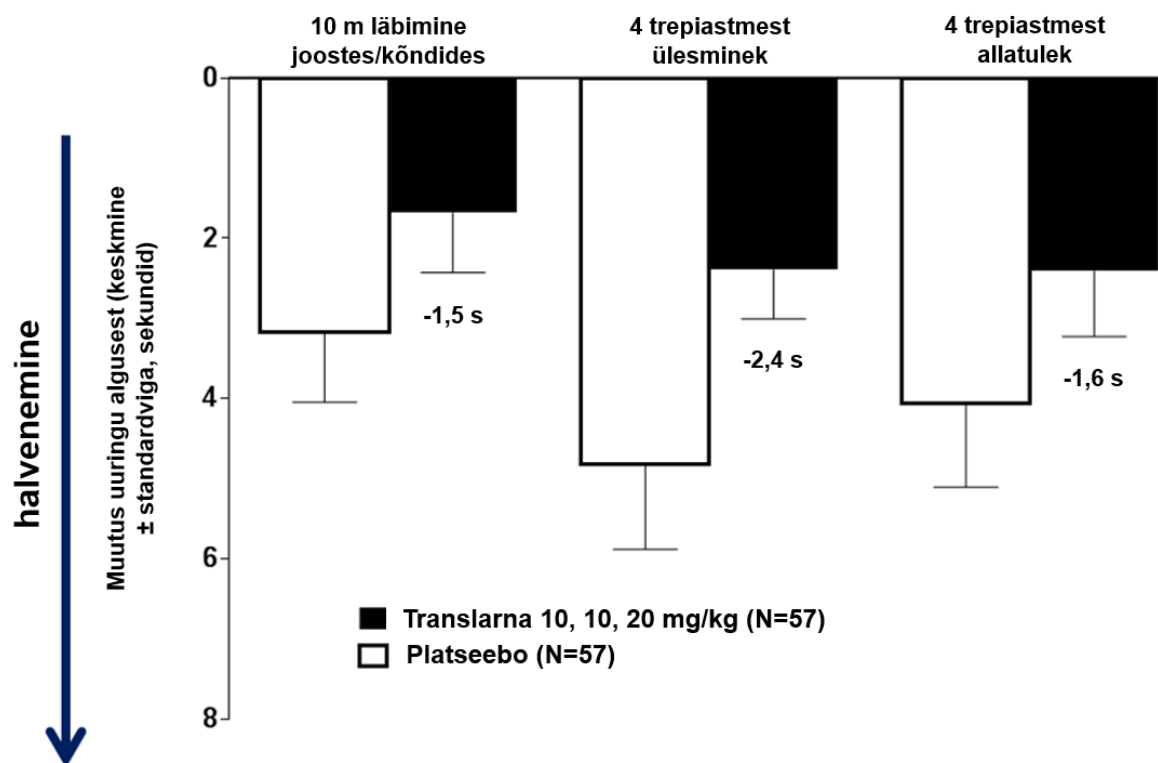 10 m läbimine
joostes/kõndides
4 trepiastmest
ülesminek
4 trepiastmest
allatulek
halvenemine
Muutus uuringu algusest (keskmine
± standardviga, sekundid)
0
2
4
6
8
-1,5 s
-2,4 s
-1,6 s
Translarna 10, 10, 20 mg/kg (N=57)
Platseebo (N=57)